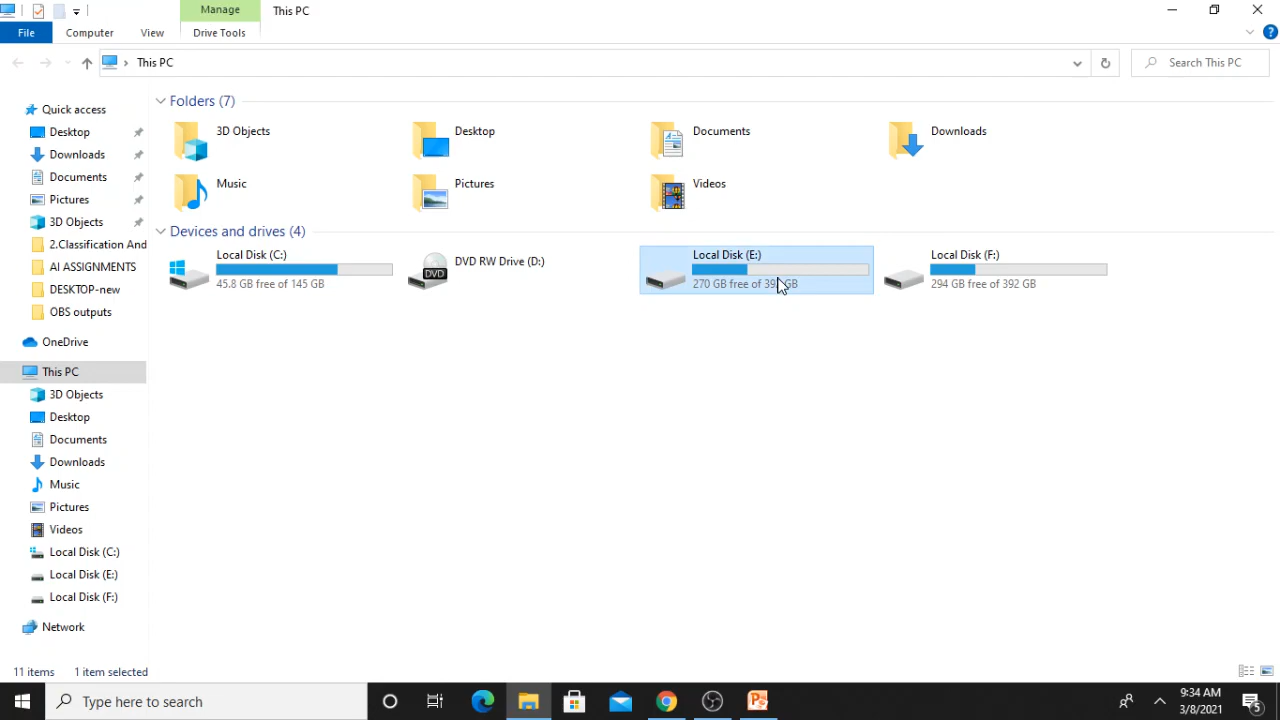 Manage
This PC
File
Computer
View
Drive Tools
This PC
Search This PC
Quick access
Desktop
Downloads
Documents
Pictures
3D Objects
2.Classification And
AI ASSIGNMENTS
DESKTOP-new
OBS outputs
OneDrive
This PC
3D Objects
Desktop
Documents
Downloads
Music
Pictures
Videos
Local Disk (C:)
Local Disk (E:)
Local Disk (F:)
Network
Folders (7)
3D Objects
Desktop
Documents
Downloads
Music
Pictures
Videos
Devices and drives (4)
Local Disk (C:)
45.8 GB free of 145 GB
DVD
DVD RW Drive (D:)
Local Disk (E:)
270 GB free of
GB
Local Disk (F:)
294 GB free of 392 GB
11 items
1 item selected
Type here to search
9:34 AM
3/8/2021
5